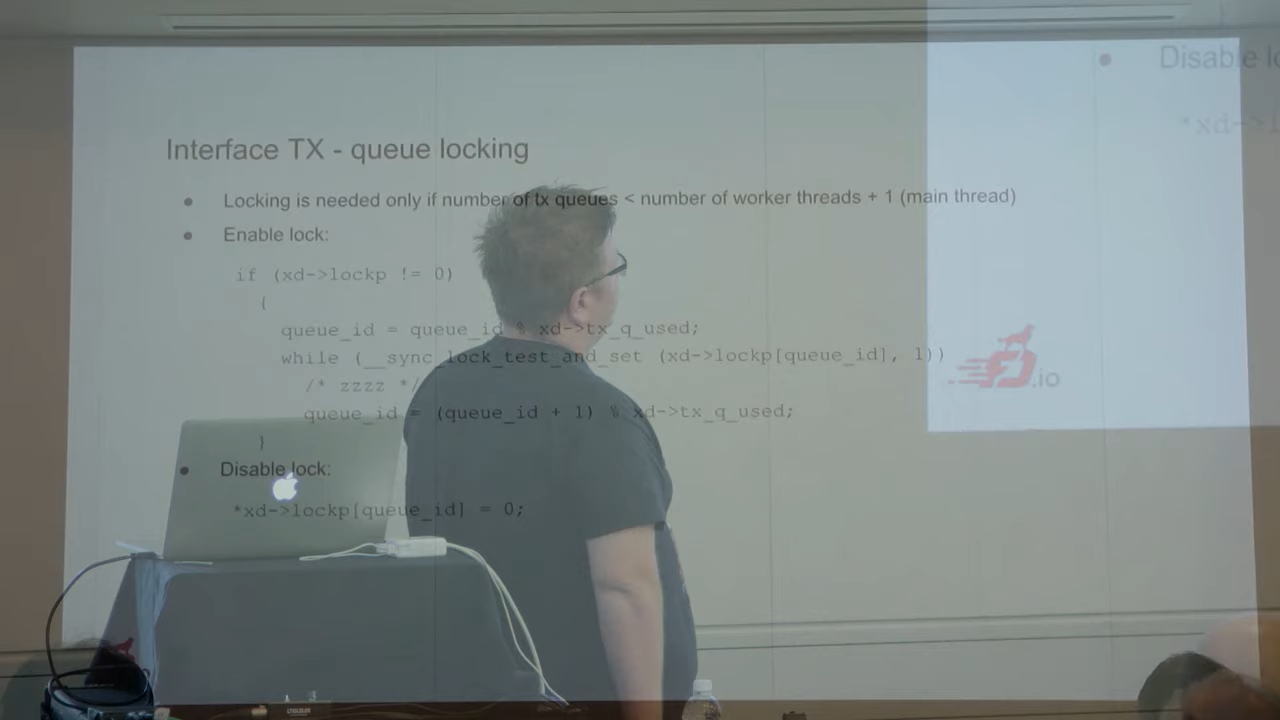 Interface TX - queue locking
● Locking is needed only if number of tx queues < number of worker threads + 1 (main thread)
● Enable lock:
if (xd->lockp != 0)
{
queue_id = queue_id % xd->tx_q_used;
while (__sync_lock_test_and_set (xd->lockp[queue_id], 1))
/* zzzz */
queue_id = (queue_id + 1) % xd->tx_q_used;
}
● Disable lock:
*xd->lockp[queue_id] = 0;
.io
● Disable
*xd->